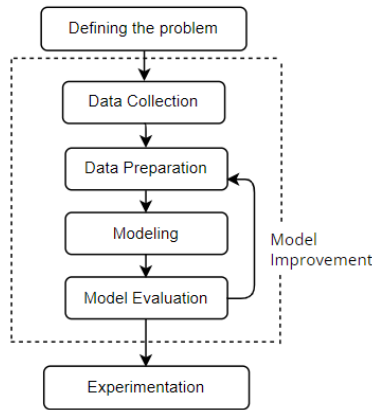 Defining the problem
Data Collection
Data Preparation
Modeling
Model
Improvement
Model Evaluation
Experimentation